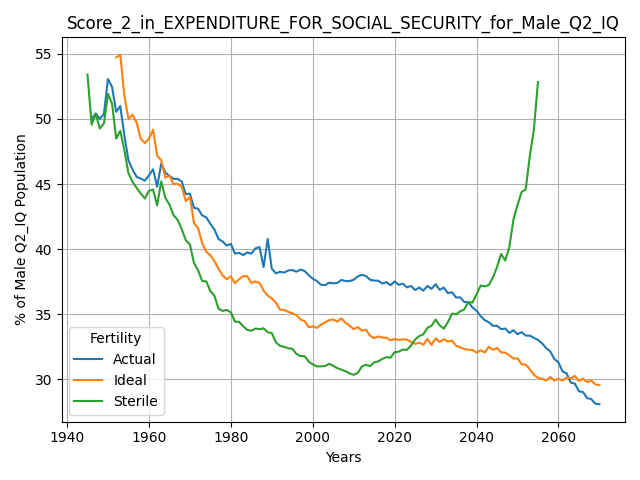 Score_2_in_EXPENDITURE_FOR_SOCIAL_SECURITY_for_Male_Q2_IQ
% of Male Q2_IQ Population
55
50
45
40
35
30
Fertility
Actual
Ideal
Sterile
1940
1960
1980
2000
2020
2040
2060
Years